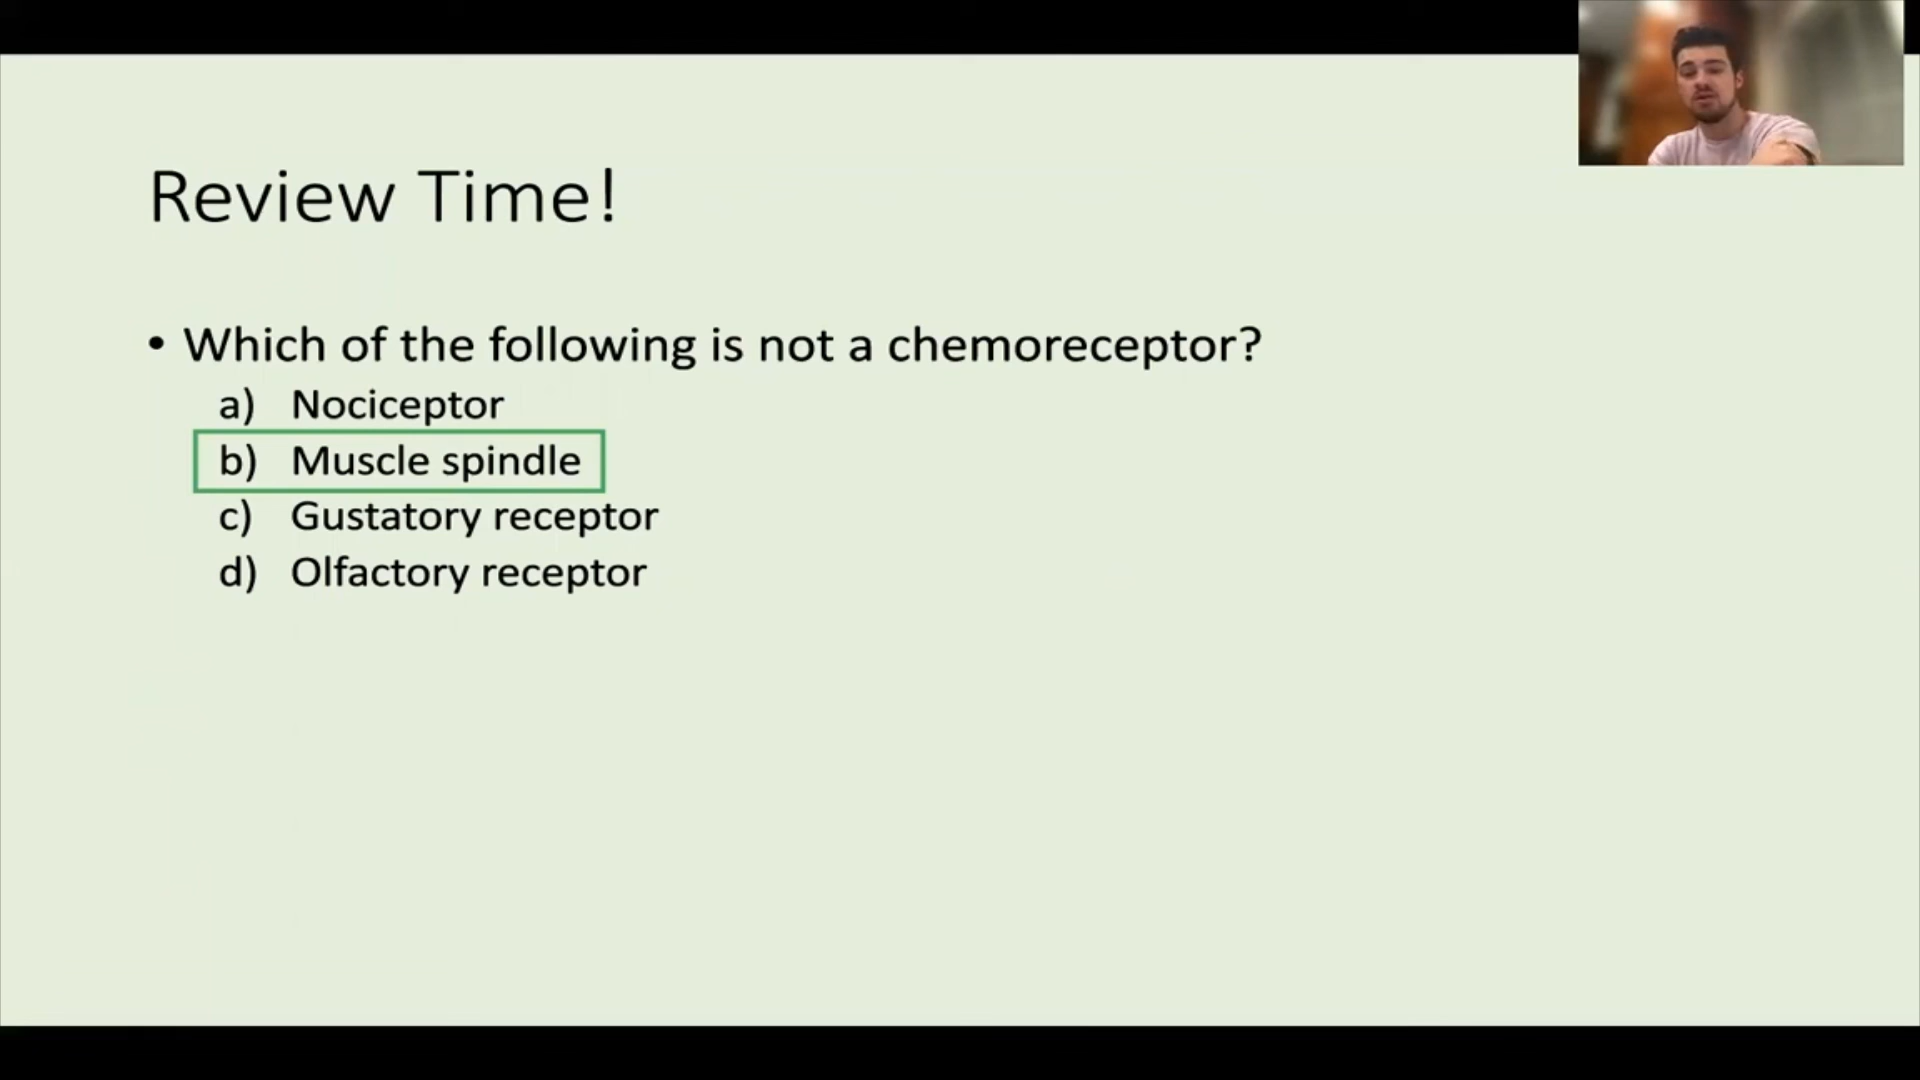 Review Time!
• Which of the following is not a chemoreceptor?
a) Nociceptor
b) Muscle spindle
c) Gustatory receptor
d) Olfactory receptor